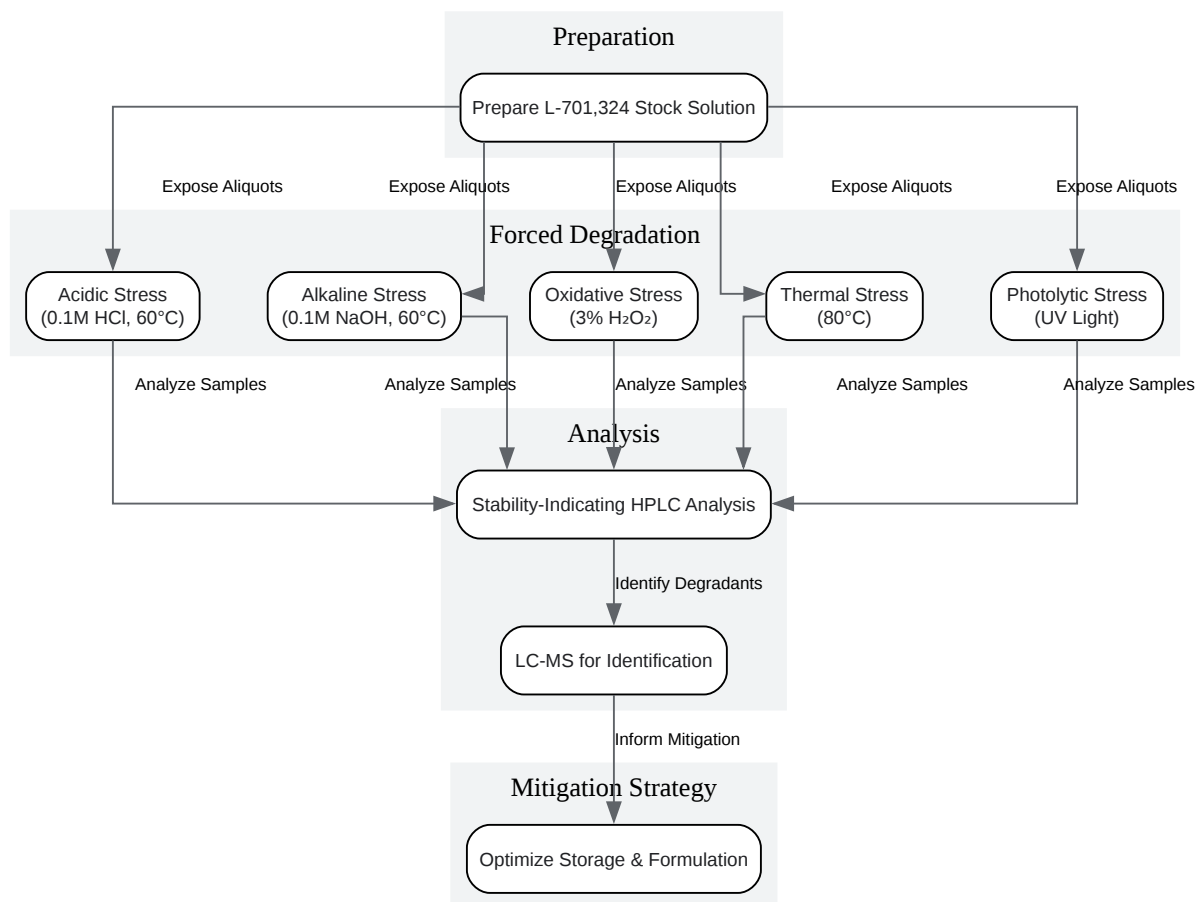 Preparation
Prepare L-701,324 Stock Solution
Expose Aliquots
Expose Aliquots
Expose Aliquots
Expose Aliquots
Expose Aliquots
Forced Degradation
Acidic Stress
(0.1M HCl, 60°C)
Alkaline Stress
(0.1M NaOH, 60°C)
Oxidative Stress
(3% H₂O₂)
Thermal Stress
(80°C)
Photolytic Stress
(UV Light)
Analyze Samples
Analyze Samples
Analyze Samples
Analyze Samples
Analyze Samples
Analysis
Stability-Indicating HPLC Analysis
Identify Degradants
LC-MS for Identification
Inform Mitigation
Mitigation Strategy
Optimize Storage & Formulation